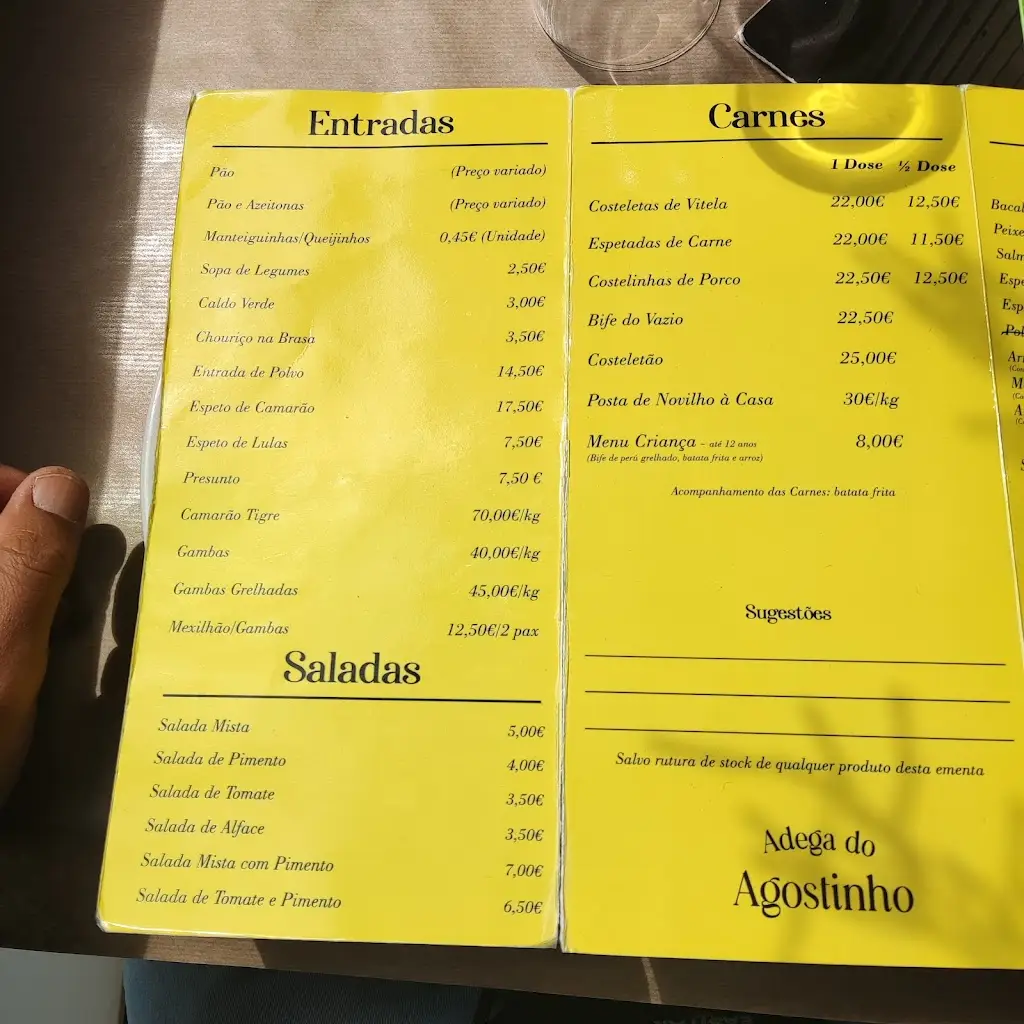 Entradas
Pão (Preço variado)
Pão e Azeitonas (Preço variado)
Manteiguinhas/Queijinhos 0,45€ (Unidade)
Sopa de Legumes 2,50€
Caldo Verde 3,00€
Chouriço na Brasa 3,50€
Entrada de Polvo 14,50€
Espeto de Camarão 17,50€
Espeto de Lulas 7,50€
Presunto 7,50 €
Camarão Tigre 70,00€/kg
Gambas 40,00€/kg
Gambas Grelhadas 45,00€/kg
Mexilhão/Gambas 12,50€/2 pax
Saladas
Salada Mista 5,00€
Salada de Pimento 4,00€
Salada de Tomate 3,50€
Salada de Alface 3,50€
Salada Mista com Pimento 7,00€
Salada de Tomate e Pimento 6,50€
Carnes
1 Dose ½ Dose
Costeletas de Vitela 22,00€ 12,50€
Espetadas de Carne 22,00€ 11,50€
Costelinhas de Porco 22,50€ 12,50€
Bife do Vazio 22,50€
Costeletão 25,00€
Posta de Novilho à Casa 30€/kg
Menu Criança - até 12 anos 8,00€
(Bife de perú grelhado, batata frita e arroz)
Acompanhamento das Carnes: batata frita
Sugestões
Salvo rutura de stock de qualquer produto desta ementa
Adega do
Agostinho